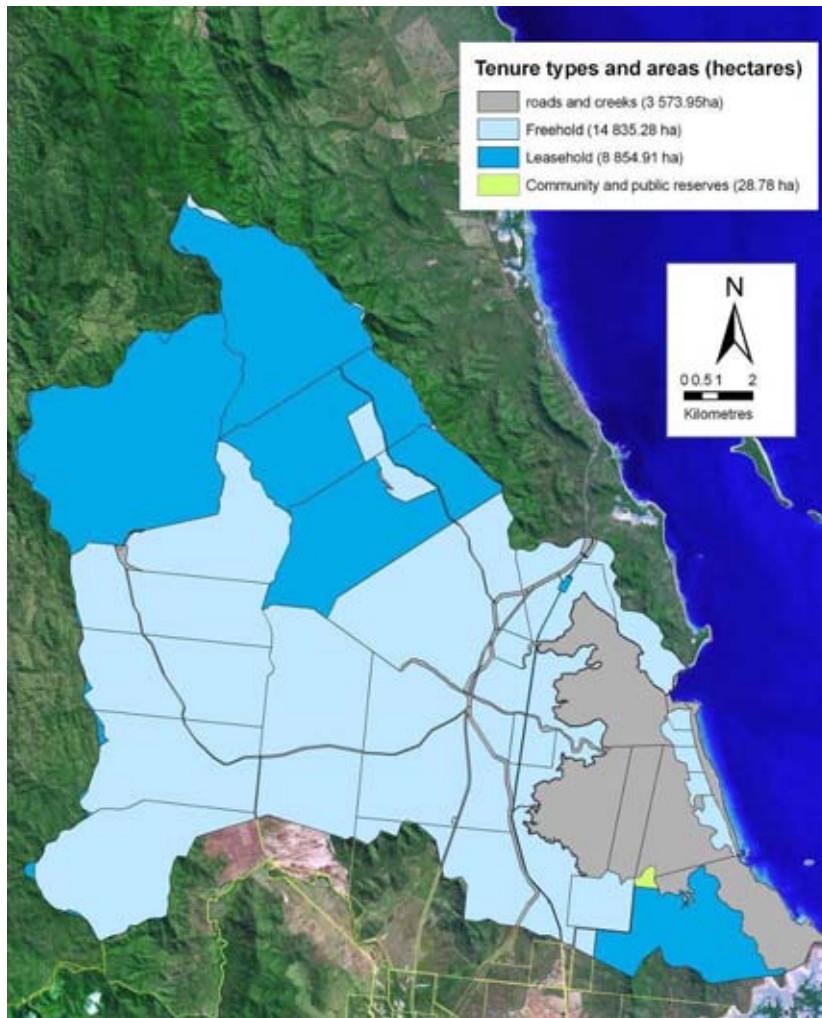 Tenure types and areas (hectares)
roads and creeks (3 573.95ha)
Freehold (14 835.28 ha)
Leasehold (8 854.91 ha)
Community and public reserves (28.78 ha)
N
0 0.5 1 2
Kilometres